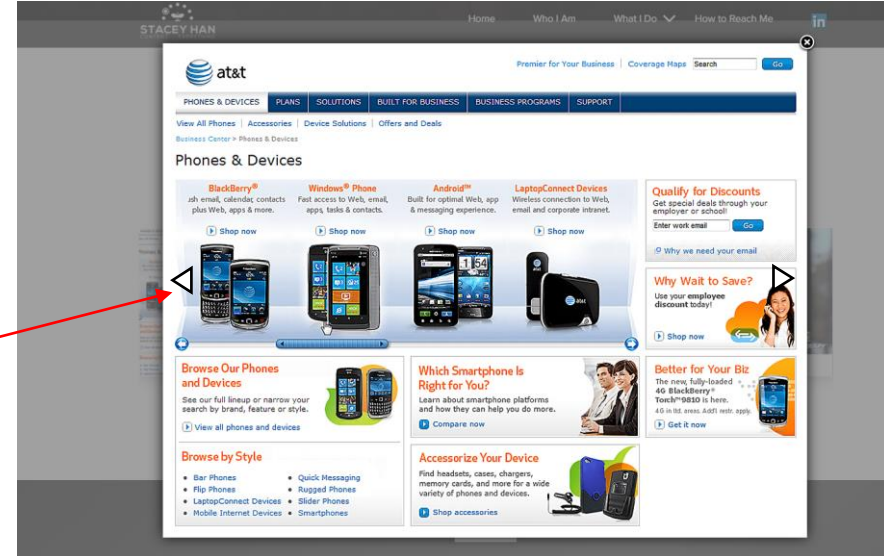 STACEY HAN
Home Who I Am What I Do How to Reach Me in
at&t
Premier for Your Business | Coverage Maps Search Go
PHONES & DEVICES PLANS SOLUTIONS BUILT FOR BUSINESS BUSINESS PROGRAMS SUPPORT
View All Phones | Accessories | Device Solutions | Offers and Deals
Business Center > Phones & Devices
Phones & Devices
BlackBerry®
ush email, calendar, contacts
plus Web, apps & more.
Shop now
Windows® Phone
Fast access to Web, email,
apps, tasks & contacts.
Shop now
Android™
Built for optimal Web, app
& messaging experience.
Shop now
LaptopConnect Devices
Wireless connection to Web,
email and corporate intranet.
Shop now
1 54
at&t
Qualify for Discounts
Get special deals through your
employer or school!
Enter work email Go
Why we need your email
Why Wait to Save?
Use your employee
discount today!
Shop now
Browse Our Phones
and Devices
See our full lineup or narrow your
search by brand, feature or style.
View all phones and devices
Which Smartphone Is
Right for You?
Learn about smartphone platforms
and how they can help you do more.
Compare now
Better for Your Biz
The new, fully-loaded
4G BlackBerry®
Torch™ 9810 is here.
4G in ltd. areas. Add'l restr. apply.
Get it now
Browse by Style
• Bar Phones
• Flip Phones
• LaptopConnect Devices
• Mobile Internet Devices
• Quick Messaging
• Rugged Phones
• Slider Phones
• Smartphones
Accessorize Your Device
Find headsets, cases, chargers,
memory cards, and more for a wide
variety of phones and devices.
Shop accessories